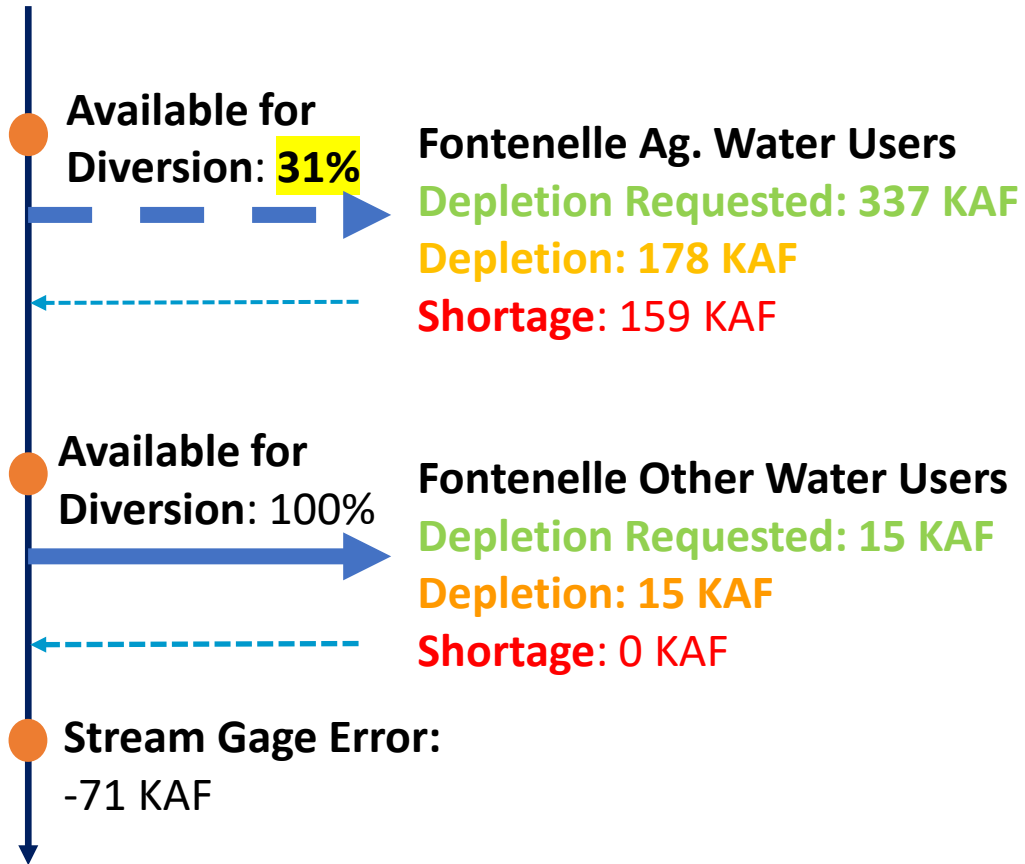 Available for
Diversion: 31%
Fontenelle Ag. Water Users
Depletion Requested: 337 KAF
Depletion: 178 KAF
Shortage: 159 KAF
Available for
Diversion: 100%
Fontenelle Other Water Users
Depletion Requested: 15 KAF
Depletion: 15 KAF
Shortage: 0 KAF
Stream Gage Error:
-71 KAF